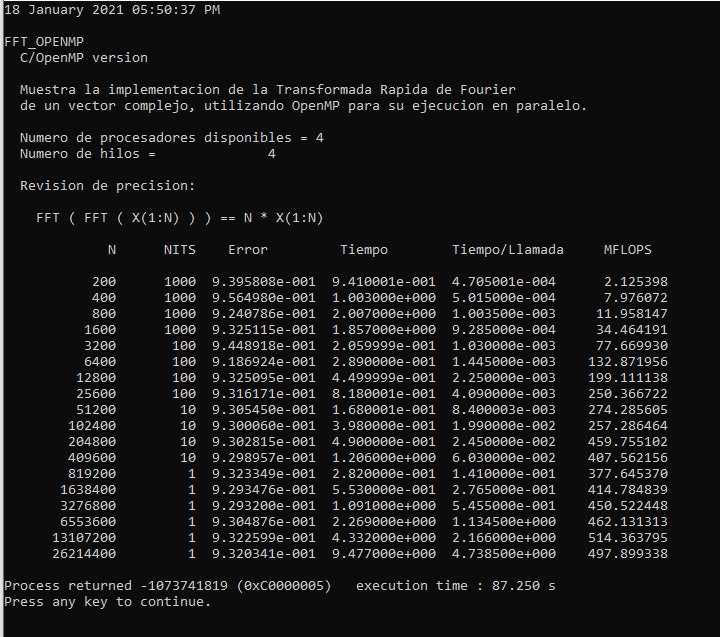 18 January 2021 05:50:37 PM
FFT_OPENMP
C/OpenMP version
Muestra la implementacion de la Transformada Rapida de Fourier
de un vector complejo, utilizando OpenMP para su ejecucion en paralelo.
Numero de procesadores disponibles = 4
Numero de hilos = 4
Revision de precision:
FFT ( FFT ( X(1:N) ) ) == N * X(1:N)
N NITS Error Tiempo Tiempo/Llamada MFLOPS
200 1000 9.395808e-001 9.410001e-001 4.705001e-004 2.125398
400 1000 9.564980e-001 1.003000e+000 5.015000e-004 7.976072
800 1000 9.240786e-001 2.007000e+000 1.003500e-003 11.958147
1600 1000 9.325115e-001 1.857000e+000 9.285000e-004 34.464191
3200 100 9.448918e-001 2.059999e-001 1.030000e-003 77.669930
6400 100 9.186924e-001 2.890000e-001 1.445000e-003 132.871956
12800 100 9.325095e-001 4.499999e-001 2.250000e-003 199.111138
25600 100 9.316171e-001 8.180001e-001 4.090000e-003 250.366722
51200 10 9.305450e-001 1.680001e-001 8.400003e-003 274.285605
102400 10 9.300060e-001 3.980000e-001 1.990000e-002 257.286464
204800 10 9.302815e-001 4.900000e-001 2.450000e-002 459.755102
409600 10 9.298957e-001 1.206000e+000 6.030000e-002 407.562156
819200 1 9.323349e-001 2.820000e-001 1.410000e-001 377.645370
1638400 1 9.293476e-001 5.530000e-001 2.765000e-001 414.784839
3276800 1 9.293200e-001 1.091000e+000 5.455000e-001 450.522448
6553600 1 9.304876e-001 2.269000e+000 1.134500e+000 462.131313
13107200 1 9.322599e-001 4.332000e+000 2.166000e+000 514.363795
26214400 1 9.320341e-001 9.477000e+000 4.738500e+000 497.899338
Process returned -1073741819 (0xC0000005) execution time : 87.250 s
Press any key to continue.